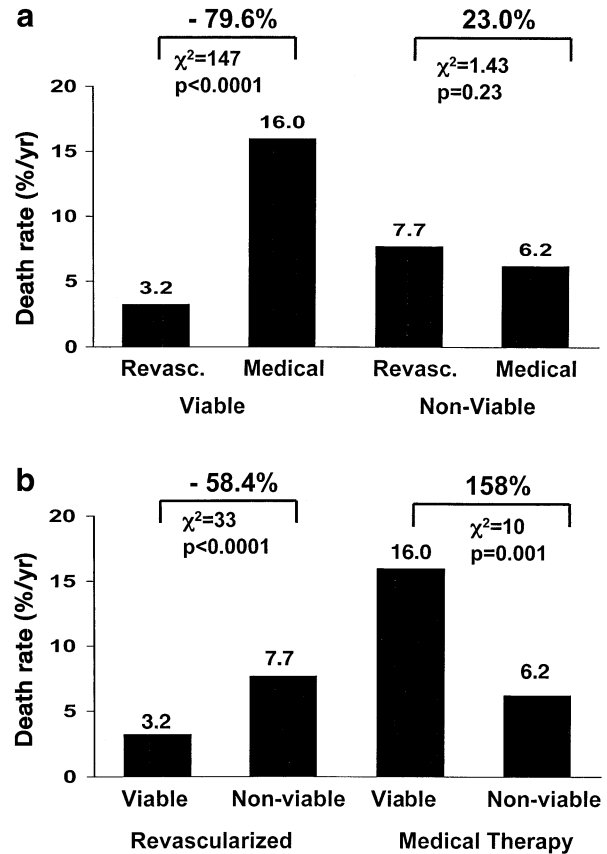 a
- 79.6% 23.0%
χ²=147 χ²=1.43
p<0.0001 p=0.23
Death rate (%/yr)
20
15
10
5
0
3.2 16.0 7.7 6.2
Revasc. Medical Revasc. Medical
Viable Non-Viable
b
- 58.4% 158%
χ²=33 χ²=10
p<0.0001 p=0.001
Death rate (%/yr)
20
15
10
5
0
3.2 7.7 16.0 6.2
Viable Non-viable Viable Non-viable
Revascularized Medical Therapy